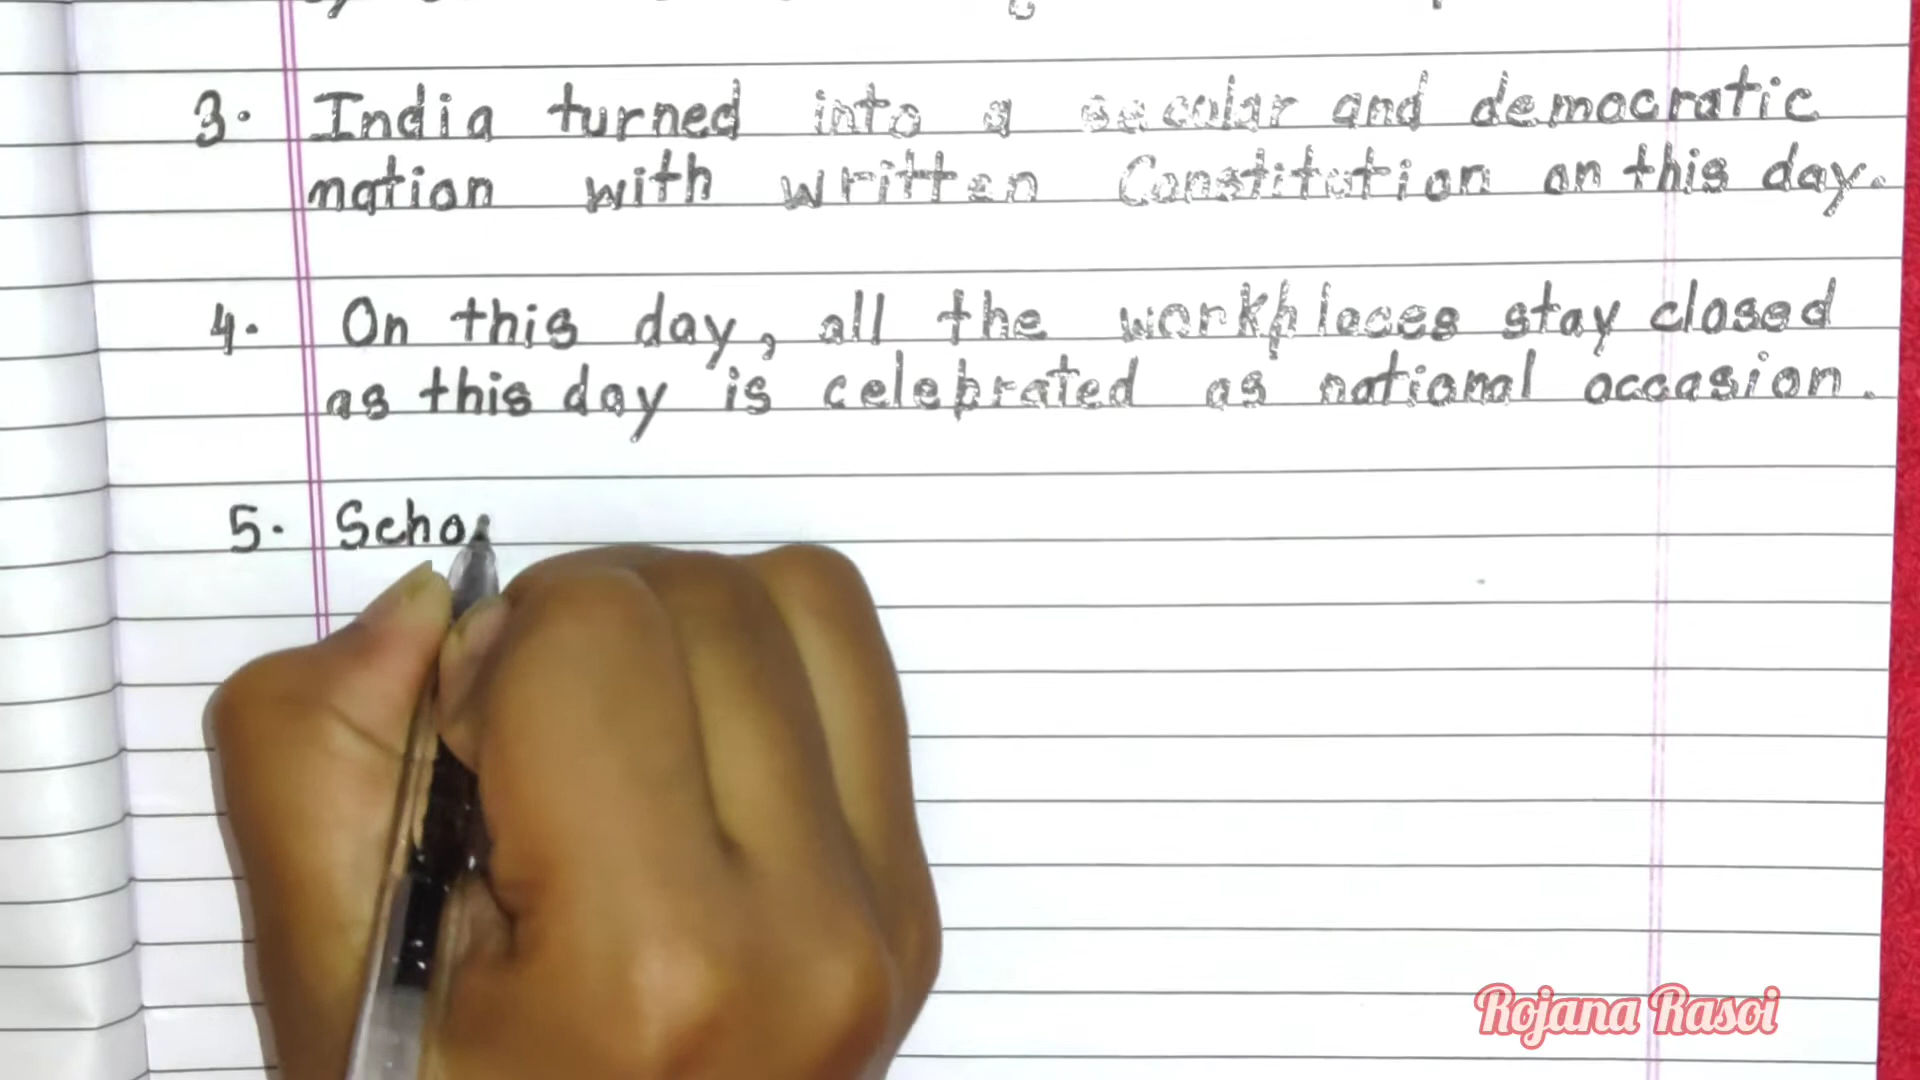 3. India turned into a secular and democratic
nation with written Constitution on this day.
4. On this day, all the workplaces stay closed
as this day is celebrated as national occasion.
5. Scho
Rojana Rasoi